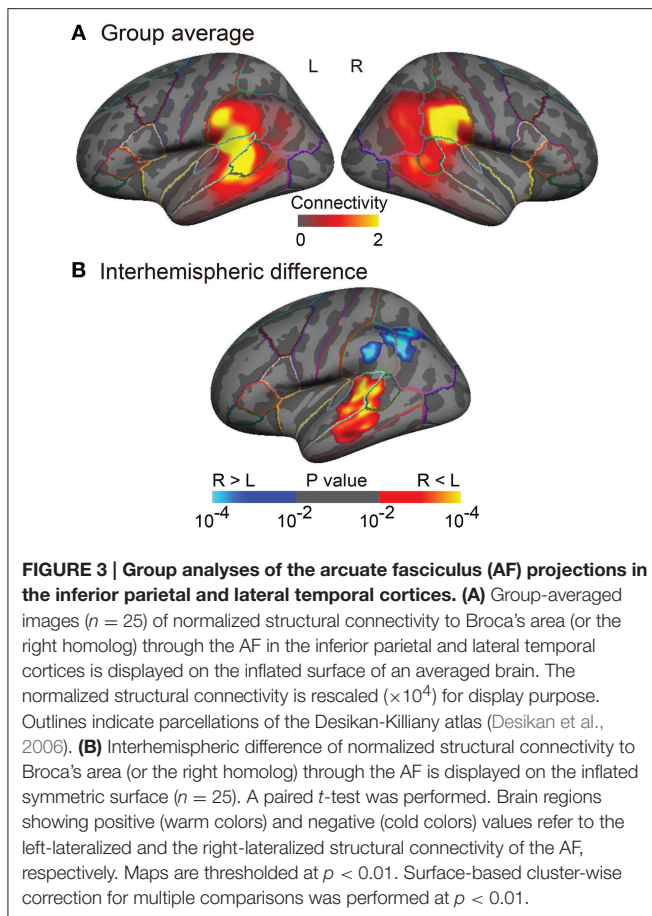 A Group average
L R
Connectivity
0 2
B Interhemispheric difference
R > L P value R < L
10⁻⁴ 10⁻² 10⁻² 10⁻⁴
FIGURE 3 | Group analyses of the arcuate fasciculus (AF) projections in
the inferior parietal and lateral temporal cortices. (A) Group-averaged
images (n = 25) of normalized structural connectivity to Broca's area (or the
right homolog) through the AF in the inferior parietal and lateral temporal
cortices is displayed on the inflated surface of an averaged brain. The
normalized structural connectivity is rescaled (×10⁴) for display purpose.
Outlines indicate parcellations of the Desikan-Killiany atlas (Desikan et al.,
2006). (B) Interhemispheric difference of normalized structural connectivity to
Broca's area (or the right homolog) through the AF is displayed on the inflated
symmetric surface (n = 25). A paired t-test was performed. Brain regions
showing positive (warm colors) and negative (cold colors) values refer to the
left-lateralized and the right-lateralized structural connectivity of the AF,
respectively. Maps are thresholded at p < 0.01. Surface-based cluster-wise
correction for multiple comparisons was performed at p < 0.01.